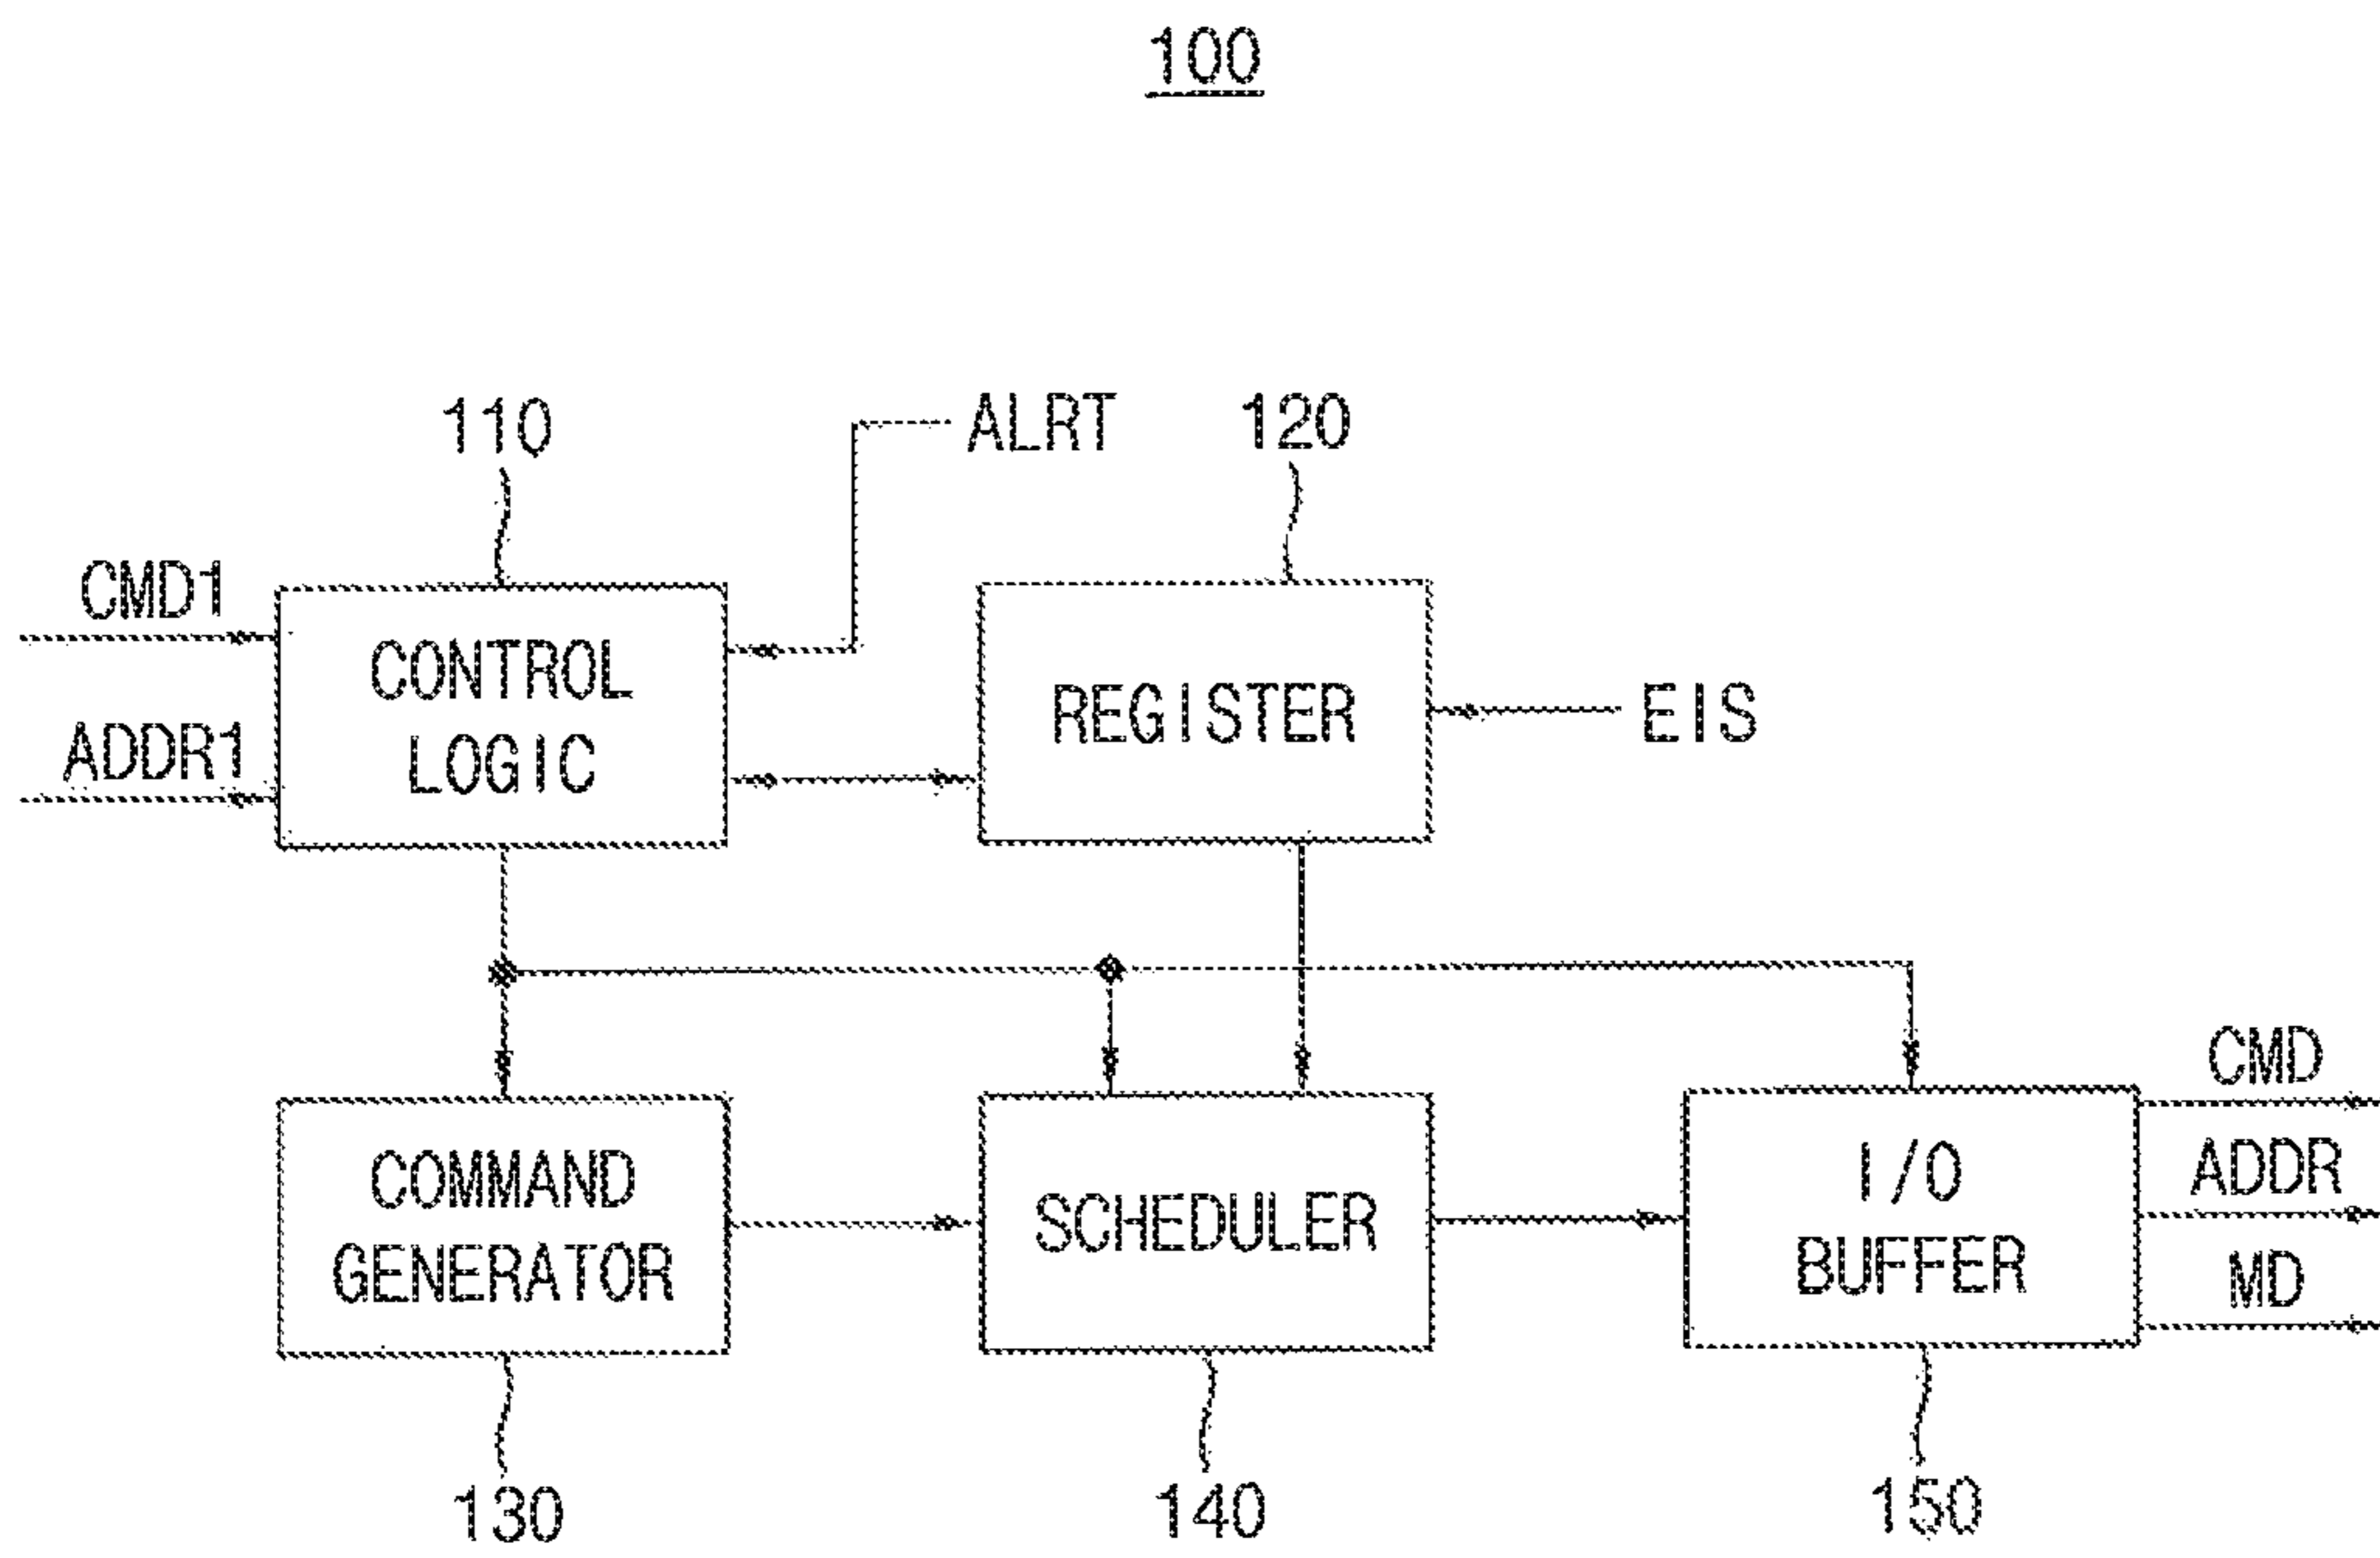 100
110
ALRT
120
CMD1
CONTROL
LOGIC
ADDR1
REGISTER
EIS
COMMAND
GENERATOR
SCHEDULER
I/O
BUFFER
CMD
ADDR
MD
130
140
150